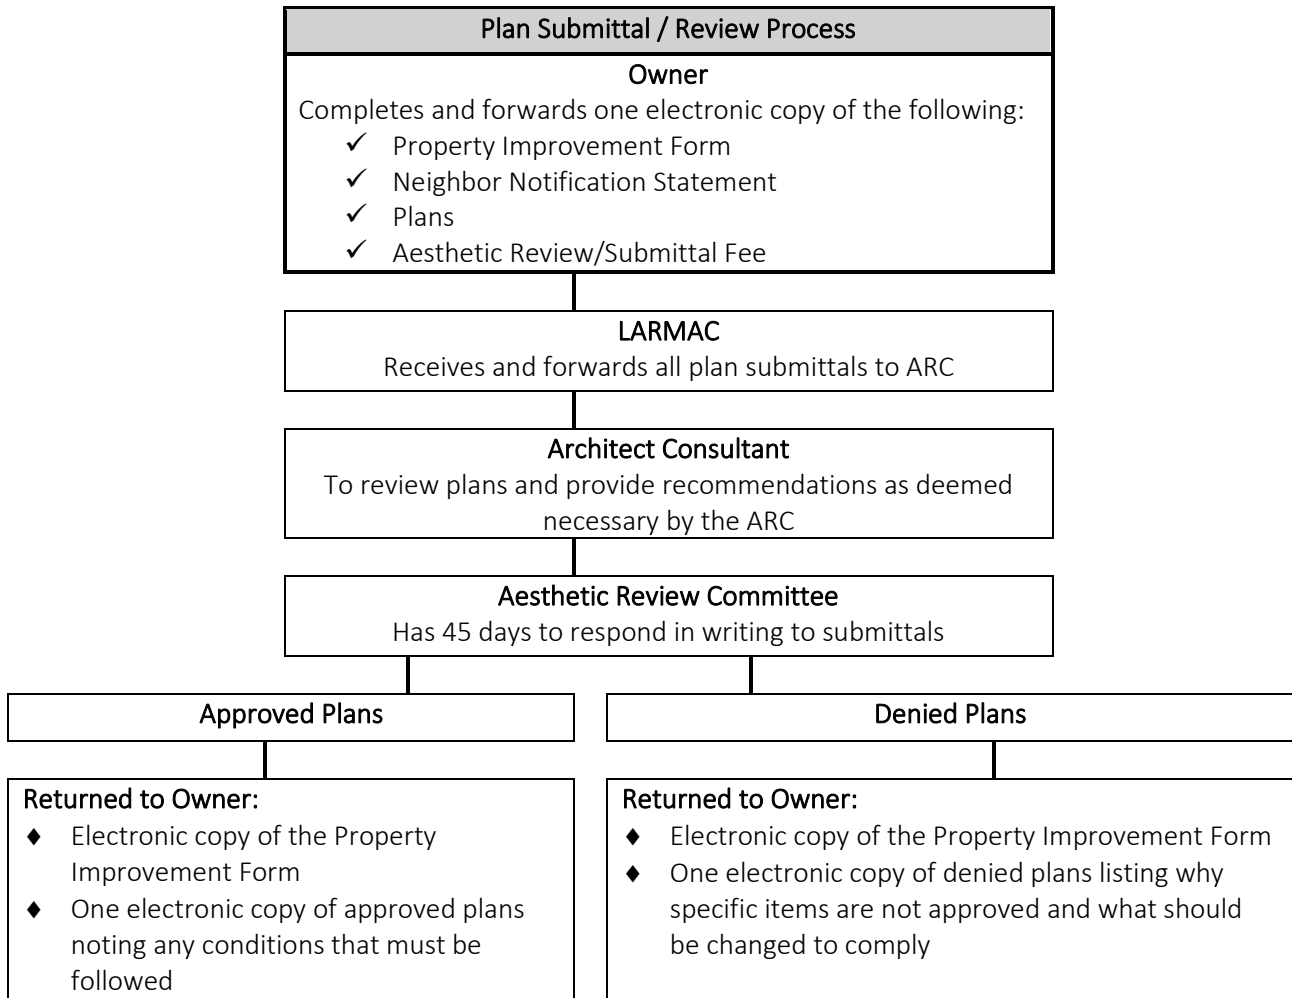 Plan Submittal / Review Process
Owner
Completes and forwards one electronic copy of the following:
✓ Property Improvement Form
✓ Neighbor Notification Statement
✓ Plans
✓ Aesthetic Review/Submittal Fee
LARMAC
Receives and forwards all plan submittals to ARC
Architect Consultant
To review plans and provide recommendations as deemed
necessary by the ARC
Aesthetic Review Committee
Has 45 days to respond in writing to submittals
Approved Plans
Denied Plans
Returned to Owner:
♦ Electronic copy of the Property
Improvement Form
♦ One electronic copy of approved plans
noting any conditions that must be
followed
Returned to Owner:
♦ Electronic copy of the Property Improvement Form
♦ One electronic copy of denied plans listing why
specific items are not approved and what should
be changed to comply